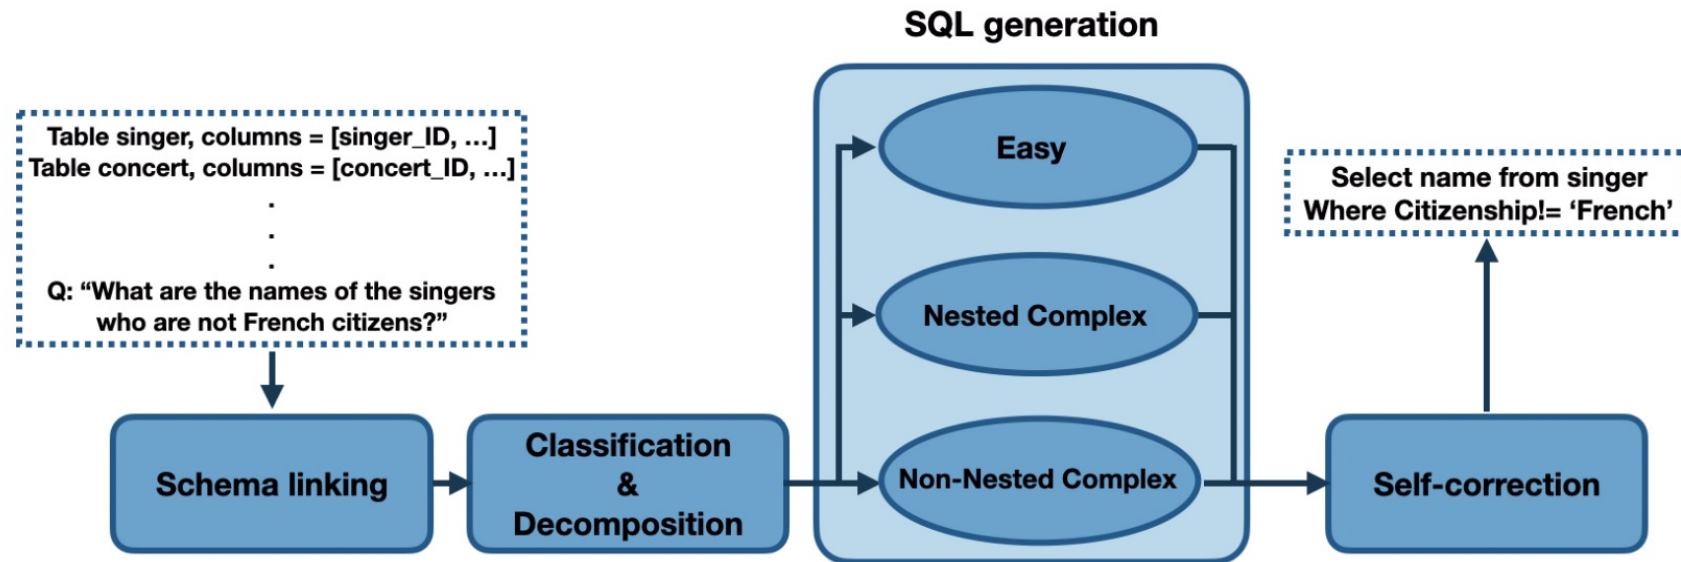 SQL generation
Table singer, columns = [singer_ID, ...]
Table concert, columns = [concert_ID, ...]
.
.
.
Q: “What are the names of the singers
who are not French citizens?”
Schema linking
Classification
&
Decomposition
Easy
Nested Complex
Non-Nested Complex
Self-correction
Select name from singer
Where Citizenship!= ‘French’